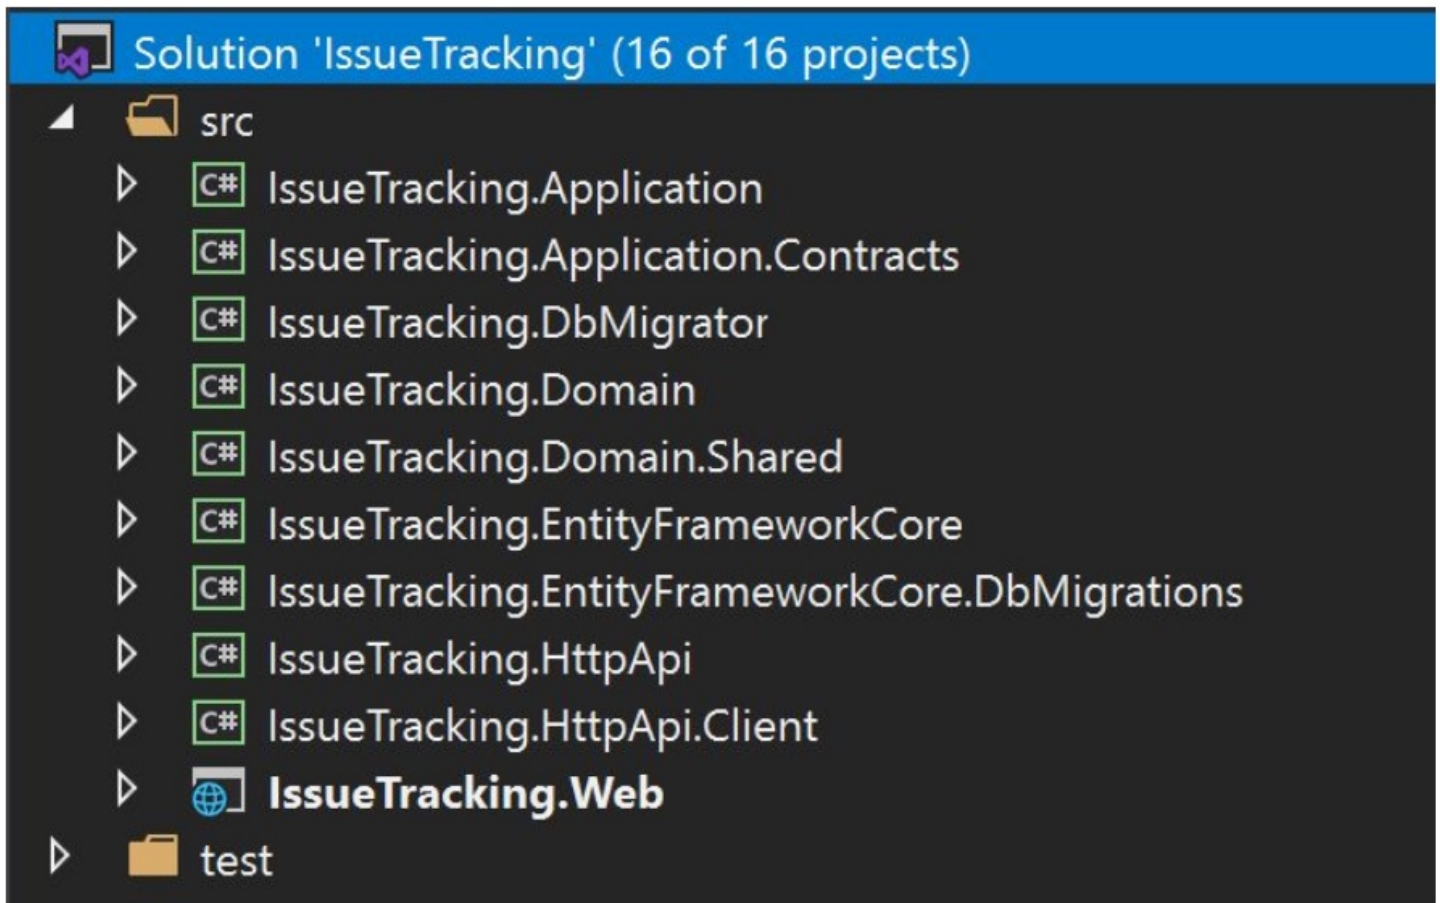 Solution 'IssueTracking' (16 of 16 projects)
src
C# IssueTracking.Application
C# IssueTracking.Application.Contracts
C# IssueTracking.DbMigrator
C# IssueTracking.Domain
C# IssueTracking.Domain.Shared
C# IssueTracking.EntityFrameworkCore
C# IssueTracking.EntityFrameworkCore.DbMigrations
C# IssueTracking.HttpApi
C# IssueTracking.HttpApi.Client
IssueTracking.Web
test